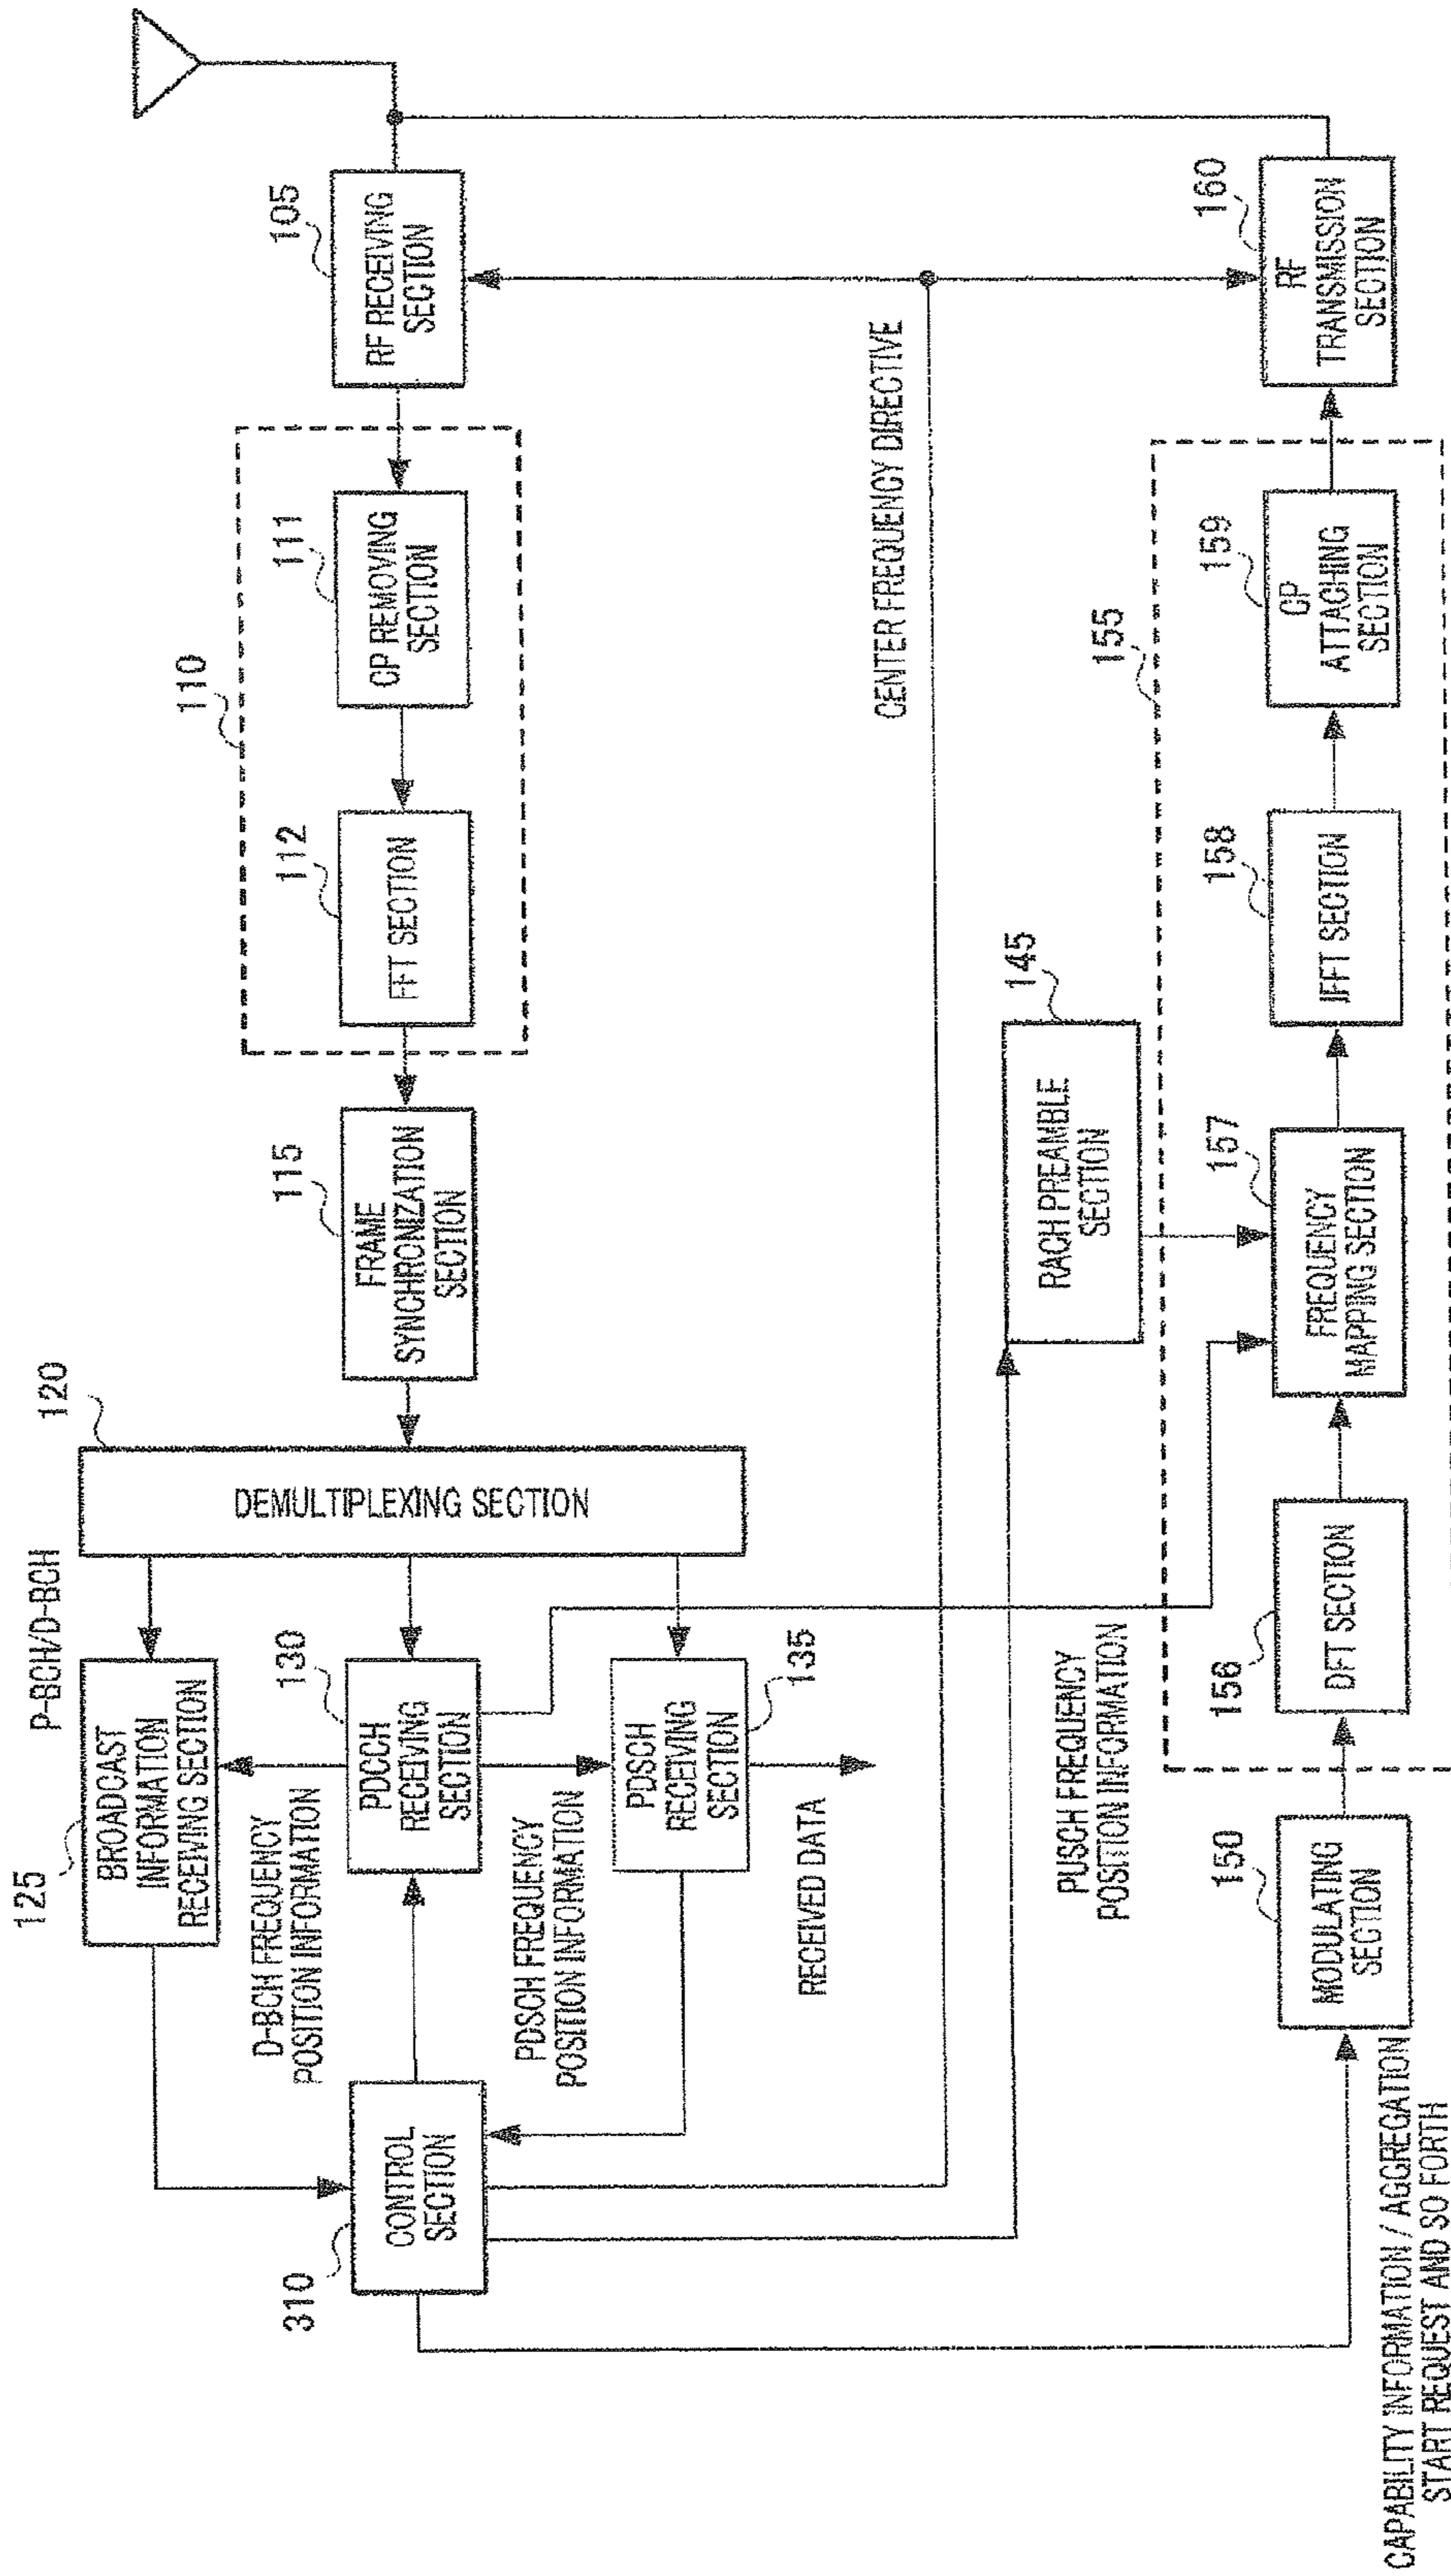 125
P-BCH/D-BCH
120
BROADCAST
INFORMATION
RECEIVING SECTION
110
D-BCH FREQUENCY
POSITION INFORMATION
310
CONTROL
SECTION
130
PDCCH
RECEIVING
SECTION
DEMULTIPLEXING SECTION
115
FRAME
SYNCHRONIZATION
SECTION
112
FFT SECTION
111
CP REMOVING
SECTION
105
RF RECEIVING
SECTION
PDSCH FREQUENCY
POSITION INFORMATION
PDSCH
RECEIVING
SECTION
135
RECEIVED DATA
CENTER FREQUENCY DIRECTIVE
145
RACH PREAMBLE
SECTION
PUSCH FREQUENCY
POSITION INFORMATION
155
150
MODULATING
SECTION
156
DFT SECTION
157
FREQUENCY
MAPPING SECTION
158
IFFT SECTION
159
CP
ATTACHING
SECTION
160
RF
TRANSMISSION
SECTION
CAPABILITY INFORMATION / AGGREGATION
START REQUEST AND SO FORTH